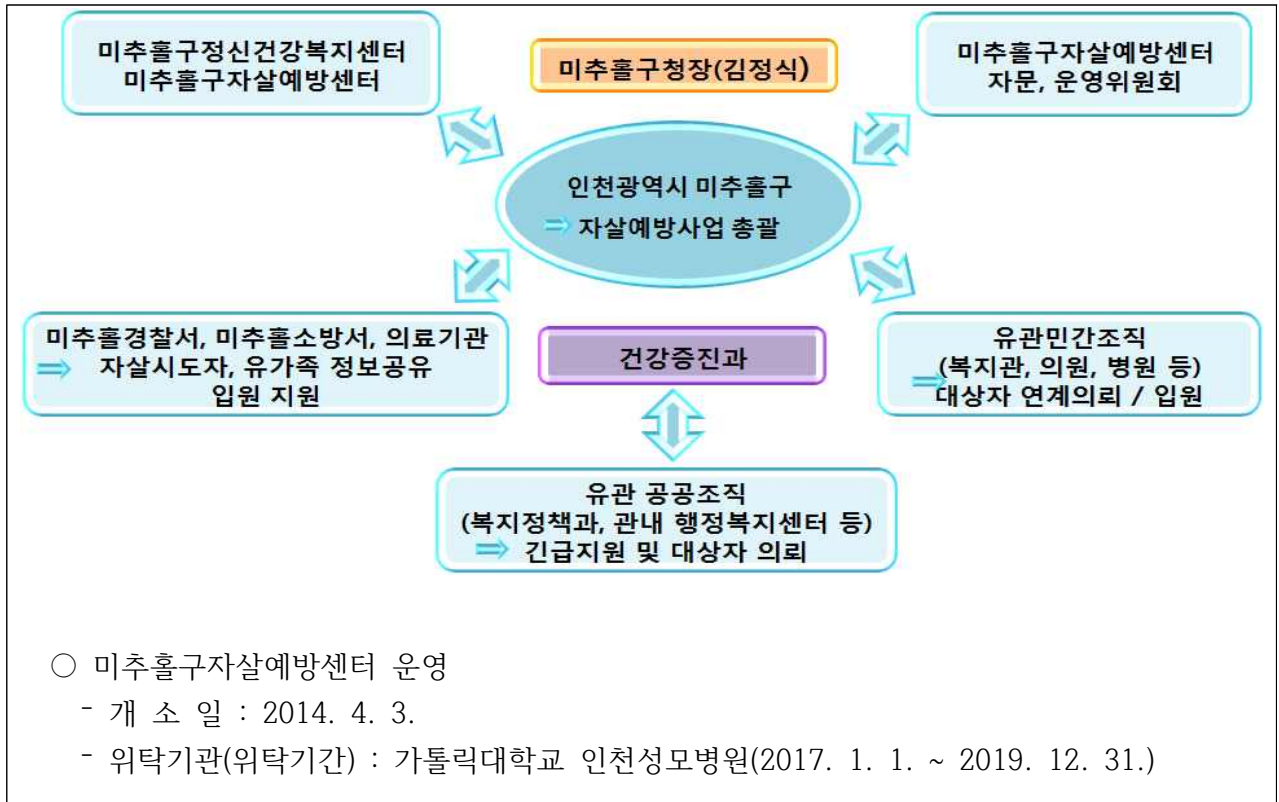 미추홀구정신건강복지센터
미추홀구자살예방센터
미추홀구청장(김정식)
미추홀구자살예방센터
자문, 운영위원회
인천광역시 미추홀구
⇒ 자살예방사업 총괄
미추홀경찰서, 미추홀소방서, 의료기관
⇒ 자살시도자, 유가족 정보공유
입원 지원
건강증진과
유관민간조직
(복지관, 의원, 병원 등)
⇒ 대상자 연계의뢰 / 입원
유관 공공조직
(복지정책과, 관내 행정복지센터 등)
⇒ 긴급지원 및 대상자 의뢰
○ 미추홀구자살예방센터 운영
- 개 소 일 : 2014. 4. 3.
- 위탁기관(위탁기간) : 가톨릭대학교 인천성모병원(2017. 1. 1. ~ 2019. 12. 31.)